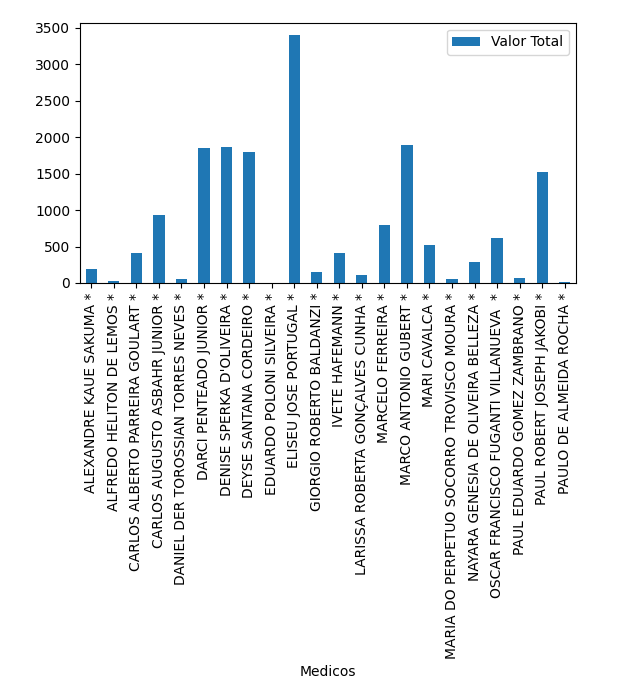 Valor Total
3500
3000
2500
2000
1500
1000
500
0
ALEXANDRE KAUE SAKUMA *
ALFREDO HELITON DE LEMOS *
CARLOS ALBERTO PARREIRA GOULART *
CARLOS AUGUSTO ASBAHR JUNIOR *
DANIEL DER TOROSSIAN TORRES NEVES *
DARCI PENTEADO JUNIOR *
DENISE SPERKA D'OLIVEIRA *
DEYSE SANTANA CORDEIRO *
EDUARDO POLONI SILVEIRA *
ELISEU JOSE PORTUGAL *
GIORGIO ROBERTO BALDANZI *
IVETE HAFEMANN *
LARISSA ROBERTA GONÇALVES CUNHA *
MARCELO FERREIRA *
MARCO ANTONIO GUBERT *
MARI CAVALCA *
MARIA DO PERPETUO SOCORRO TROVISCO MOURA *
NAYARA GENESIA DE OLIVEIRA BELLEZA *
OSCAR FRANCISCO FUGANTI VILLANUEVA *
PAUL EDUARDO GOMEZ ZAMBRANO *
PAUL ROBERT JOSEPH JAKOBI *
PAULO DE ALMEIDA ROCHA *
Medicos